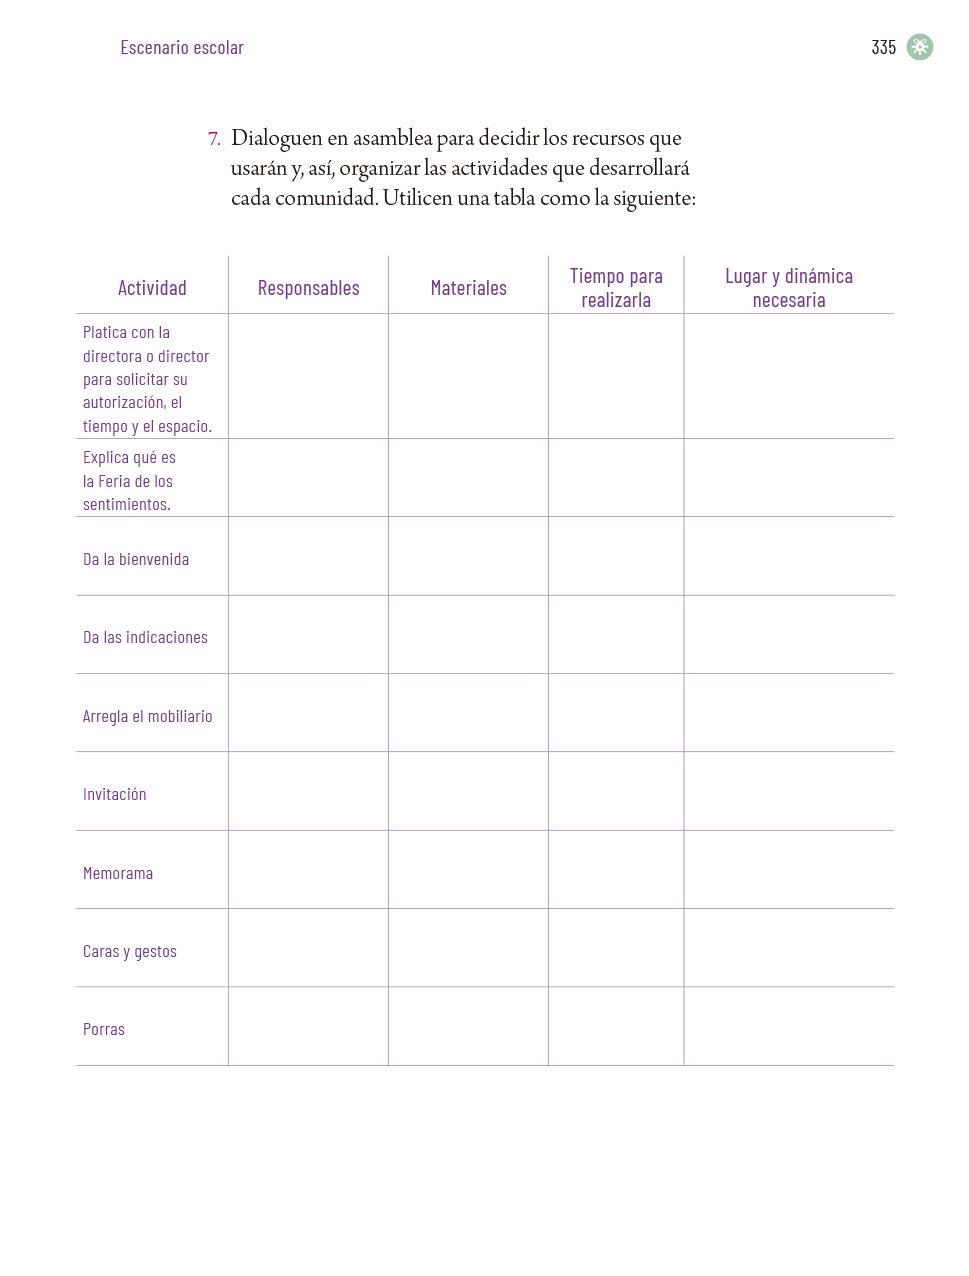 Escenario escolar
335
7. Dialoguen en asamblea para decidir los recursos que
usarán y, así, organizar las actividades que desarrollará
cada comunidad. Utilicen una tabla como la siguiente:
Actividad
Responsables
Materiales
Tiempo para
realizarla
Lugar y dinámica
necesaria
Platica con la
directora o director
para solicitar su
autorización, el
tiempo y el espacio.
Explica qué es
la Feria de los
sentimientos.
Da la bienvenida
Da las indicaciones
Arregla el mobiliario
Invitación
Memorama
Caras y gestos
Porras